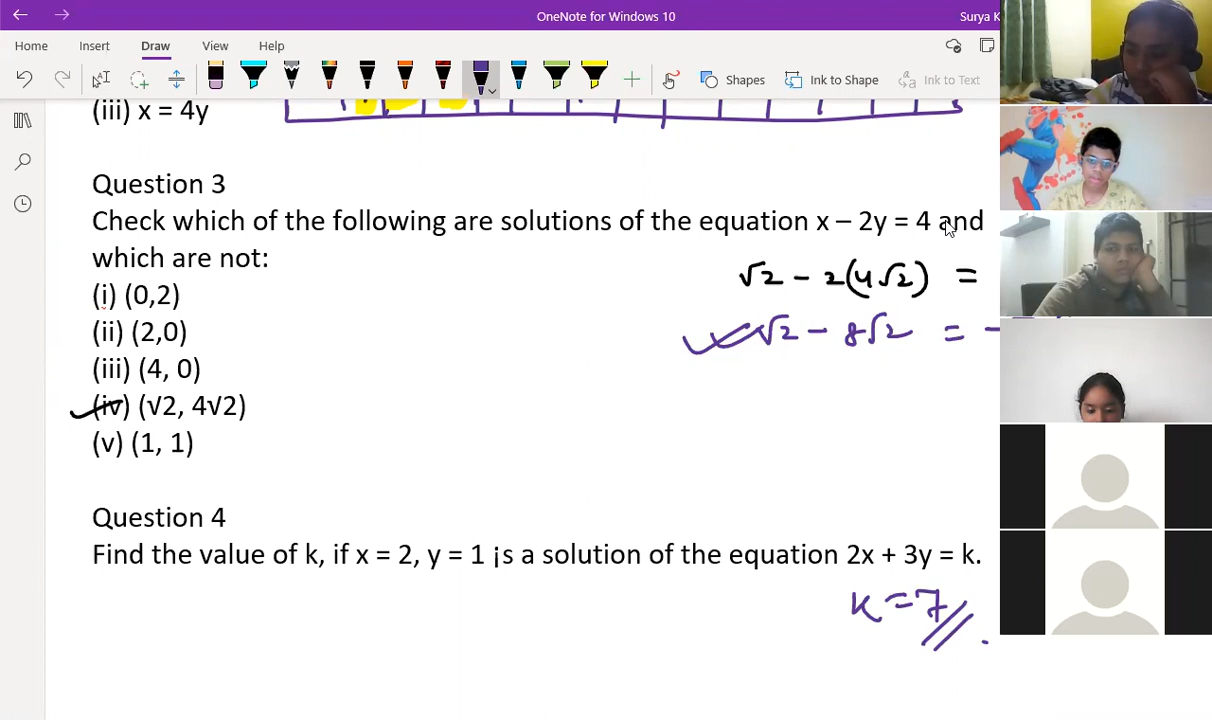 OneNote for Windows 10
Surya K
Home Insert Draw View Help
Shapes Ink to Shape Ink to Text
(iii) x = 4y
Question 3
Check which of the following are solutions of the equation x – 2y = 4 and
which are not:
√2 – 2(4√2) =
(i) (0,2)
√2 – 8√2 = –
(ii) (2,0)
(iii) (4, 0)
(iv) (√2, 4√2)
(v) (1, 1)
Question 4
Find the value of k, if x = 2, y = 1 is a solution of the equation 2x + 3y = k.
k = 7